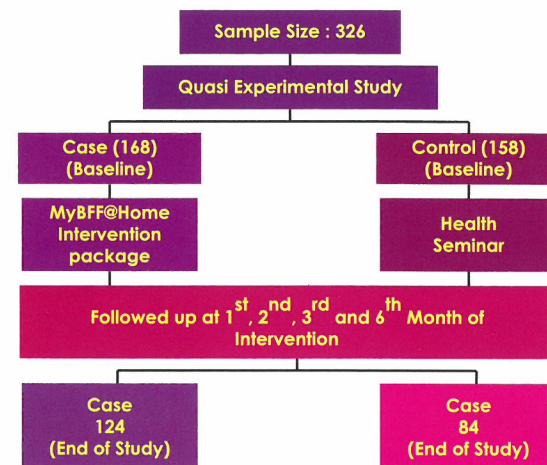 Sample Size : 326
Quasi Experimental Study
Case (168)
(Baseline)
Control (158)
(Baseline)
MyBFF@Home
Intervention
package
Health
Seminar
Followed up at 1st, 2nd, 3rd and 6th Month of
Intervention
Case
124
(End of Study)
Case
84
(End of Study)